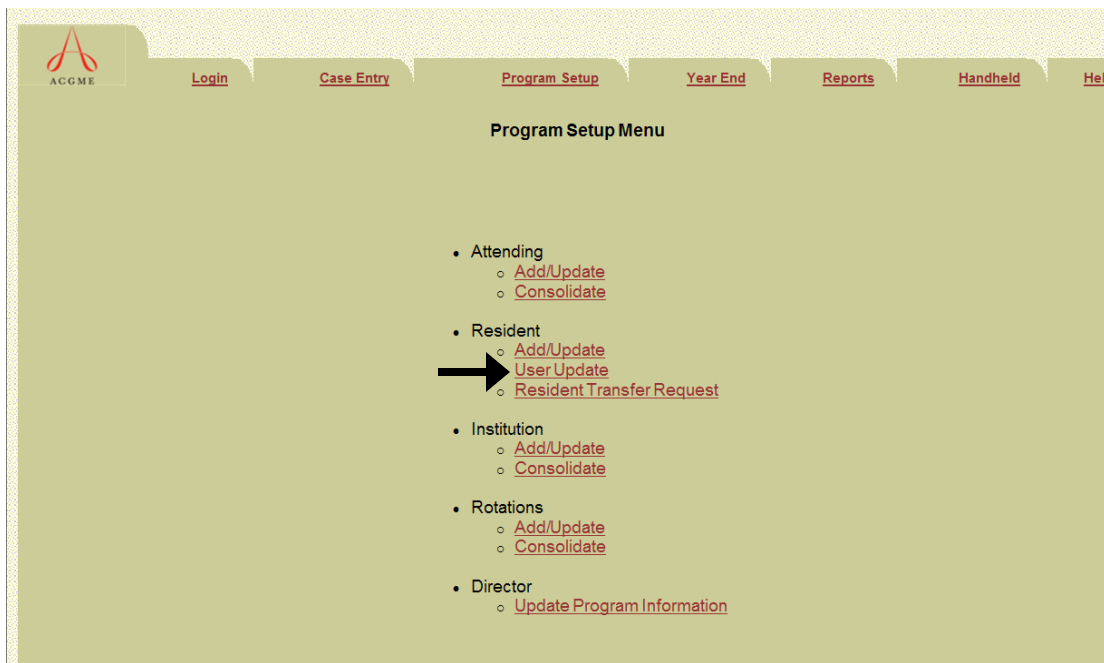 ACGME
Login Case Entry Program Setup Year End Reports Handheld Hel
Program Setup Menu
Attending
Add/Update
Consolidate
Resident
Add/Update
User Update
Resident Transfer Request
Institution
Add/Update
Consolidate
Rotations
Add/Update
Consolidate
Director
Update Program Information